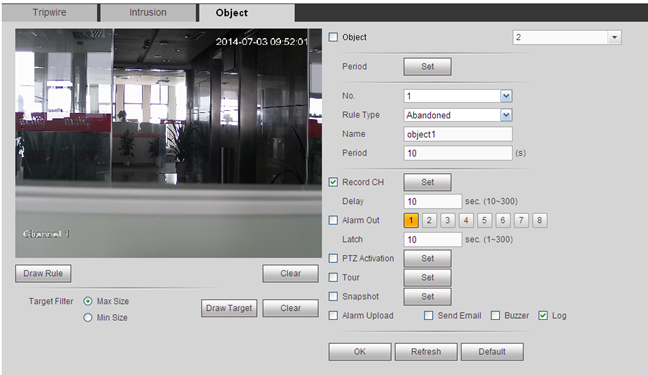 Tripwire Intrusion Object
2014-07-03 09:52:01
Channel 1
Draw Rule Clear
Target Filter Max Size
Min Size
Draw Target Clear
Object 2
Period Set
No. 1
Rule Type Abandoned
Name object1
Period 10 (s)
Record CH Set
Delay 10 sec. (10~300)
Alarm Out 1 2 3 4 5 6 7 8
Latch 10 sec. (1~300)
PTZ Activation Set
Tour Set
Snapshot Set
Alarm Upload Send Email Buzzer Log
OK Refresh Default